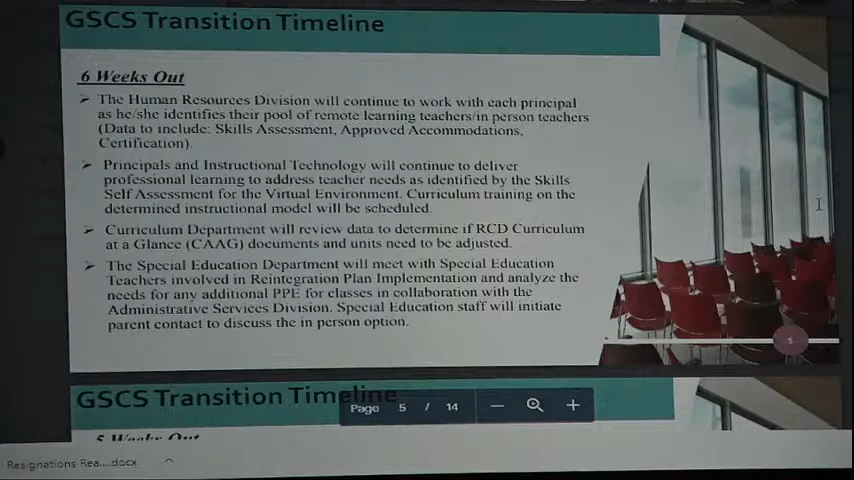 GSCS Transition Timeline
6 Weeks Out
➢ The Human Resources Division will continue to work with each principal
as he/she identifies their pool of remote learning teachers/in person teachers
(Data to include: Skills Assessment, Approved Accommodations,
Certification).
➢ Principals and Instructional Technology will continue to deliver
professional learning to address teacher needs as identified by the Skills
Self Assessment for the Virtual Environment. Curriculum training on the
determined instructional model will be scheduled.
➢ Curriculum Department will review data to determine if RCD Curriculum
at a Glance (CAAG) documents and units need to be adjusted.
➢ The Special Education Department will meet with Special Education
Teachers involved in Reintegration Plan Implementation and analyze the
needs for any additional PPE for classes in collaboration with the
Administrative Services Division. Special Education staff will initiate
parent contact to discuss the in person option.
5
GSCS Transition Timeline
Page 5 / 14
5 Weeks Out
Resignations Rea....docx